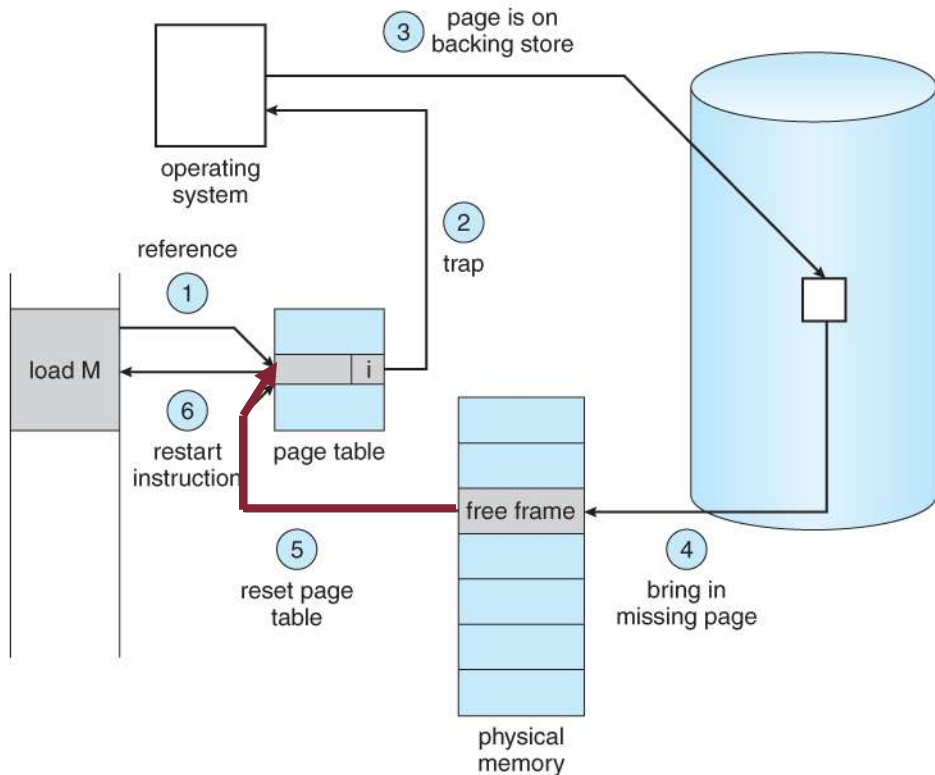 3
page is on
backing store
operating
system
2
trap
reference
1
load M
i
6
restart
instruction
page table
free frame
5
reset page
table
4
bring in
missing page
physical
memory